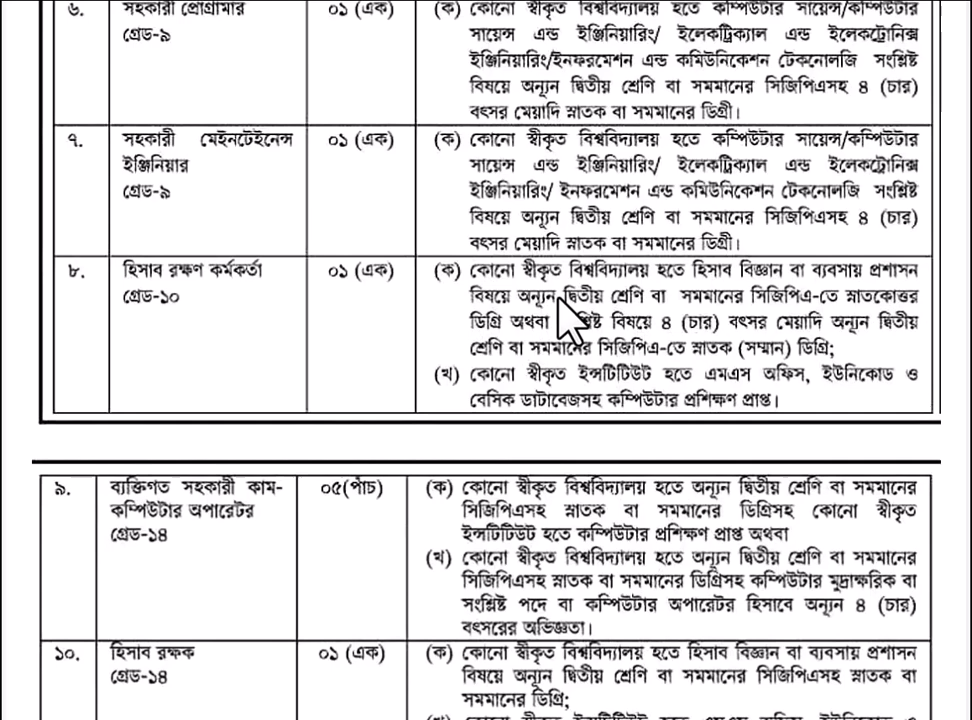 ৬. সহকারী প্রোগ্রামার ০১ (এক) (ক) কোনো স্বীকৃত বিশ্ববিদ্যালয় হতে কম্পিউটার সায়েন্স/কম্পিউটার
গ্রেড-৯ সায়েন্স এন্ড ইঞ্জিনিয়ারিং/ ইলেকট্রিক্যাল এন্ড ইলেকট্রোনিক্স
ইঞ্জিনিয়ারিং/ইনফরমেশন এন্ড কমিউনিকেশন টেকনোলজি সংশ্লিষ্ট
বিষয়ে অন্যূন দ্বিতীয় শ্রেণি বা সমমানের সিজিপিএসহ ৪ (চার)
বৎসর মেয়াদি স্নাতক বা সমমানের ডিগ্রী।
৭. সহকারী মেইনটেইনেন্স ০১ (এক) (ক) কোনো স্বীকৃত বিশ্ববিদ্যালয় হতে কম্পিউটার সায়েন্স/কম্পিউটার
ইঞ্জিনিয়ার সায়েন্স এন্ড ইঞ্জিনিয়ারিং/ ইলেকট্রিক্যাল এন্ড ইলেকট্রোনিক্স
গ্রেড-৯ ইঞ্জিনিয়ারিং/ ইনফরমেশন এন্ড কমিউনিকেশন টেকনোলজি সংশ্লিষ্ট
বিষয়ে অন্যূন দ্বিতীয় শ্রেণি বা সমমানের সিজিপিএসহ ৪ (চার)
বৎসর মেয়াদি স্নাতক বা সমমানের ডিগ্রী।
৮. হিসাব রক্ষণ কর্মকর্তা ০১ (এক) (ক) কোনো স্বীকৃত বিশ্ববিদ্যালয় হতে হিসাব বিজ্ঞান বা ব্যবসায় প্রশাসন
গ্রেড-১০ বিষয়ে অন্যূন দ্বিতীয় শ্রেণি বা সমমানের সিজিপিএ-তে স্নাতকোত্তর
ডিগ্রি অথবা বিষয়ে ৪ (চার) বৎসর মেয়াদি অন্যূন দ্বিতীয়
শ্রেণি বা সমমানের সিজিপিএ-তে স্নাতক (সম্মান) ডিগ্রি;
(খ) কোনো স্বীকৃত ইন্সটিটিউট হতে এমএস অফিস, ইউনিকোড ও
বেসিক ডাটাবেজসহ কম্পিউটার প্রশিক্ষণ প্রাপ্ত।
৯. ব্যক্তিগত সহকারী কাম- ০৫(পাঁচ) (ক) কোনো স্বীকৃত বিশ্ববিদ্যালয় হতে অন্যূন দ্বিতীয় শ্রেণি বা সমমানের
কম্পিউটার অপারেটর সিজিপিএসহ স্নাতক বা সমমানের ডিগ্রিসহ কোনো স্বীকৃত
গ্রেড-১৪ ইন্সটিটিউট হতে কম্পিউটার প্রশিক্ষণ প্রাপ্ত অথবা
(খ) কোনো স্বীকৃত বিশ্ববিদ্যালয় হতে অন্যূন দ্বিতীয় শ্রেণি বা সমমানের
সিজিপিএসহ স্নাতক বা সমমানের ডিগ্রিসহ কম্পিউটার মুদ্রাক্ষরিক বা
সংশ্লিষ্ট পদে বা কম্পিউটার অপারেটর হিসাবে অন্যূন ৪ (চার)
বৎসরের অভিজ্ঞতা।
১০. হিসাব রক্ষক ০১ (এক) (ক) কোনো স্বীকৃত বিশ্ববিদ্যালয় হতে হিসাব বিজ্ঞান বা ব্যবসায় প্রশাসন
গ্রেড-১৪ বিষয়ে অন্যূন দ্বিতীয় শ্রেণি বা সমমানের সিজিপিএসহ স্নাতক বা
সমমানের ডিগ্রি;